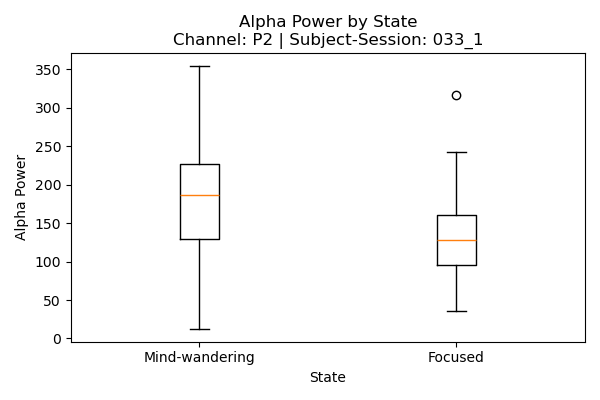 Alpha Power by State
Channel: P2 | Subject-Session: 033_1
Alpha Power
350
300
250
200
150
100
50
0
Mind-wandering
Focused
State